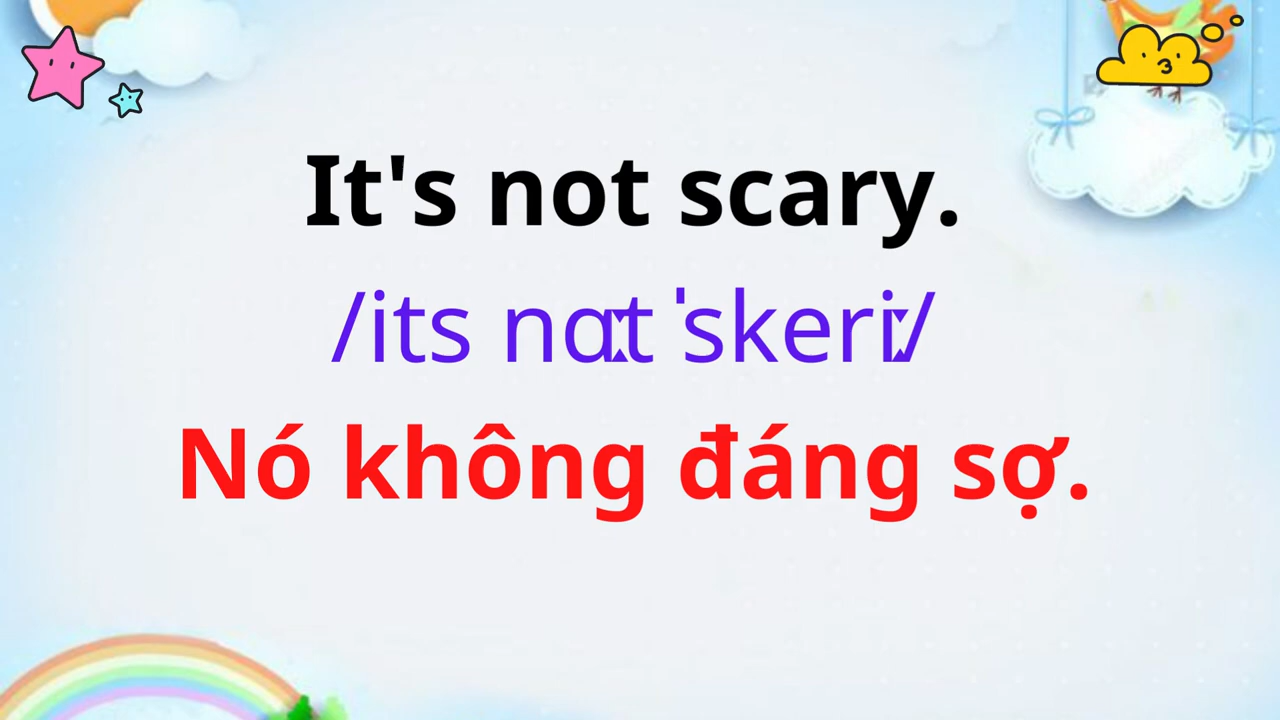 It's not scary.
/its nɑːt ˈskeriː/
Nó không đáng sợ.